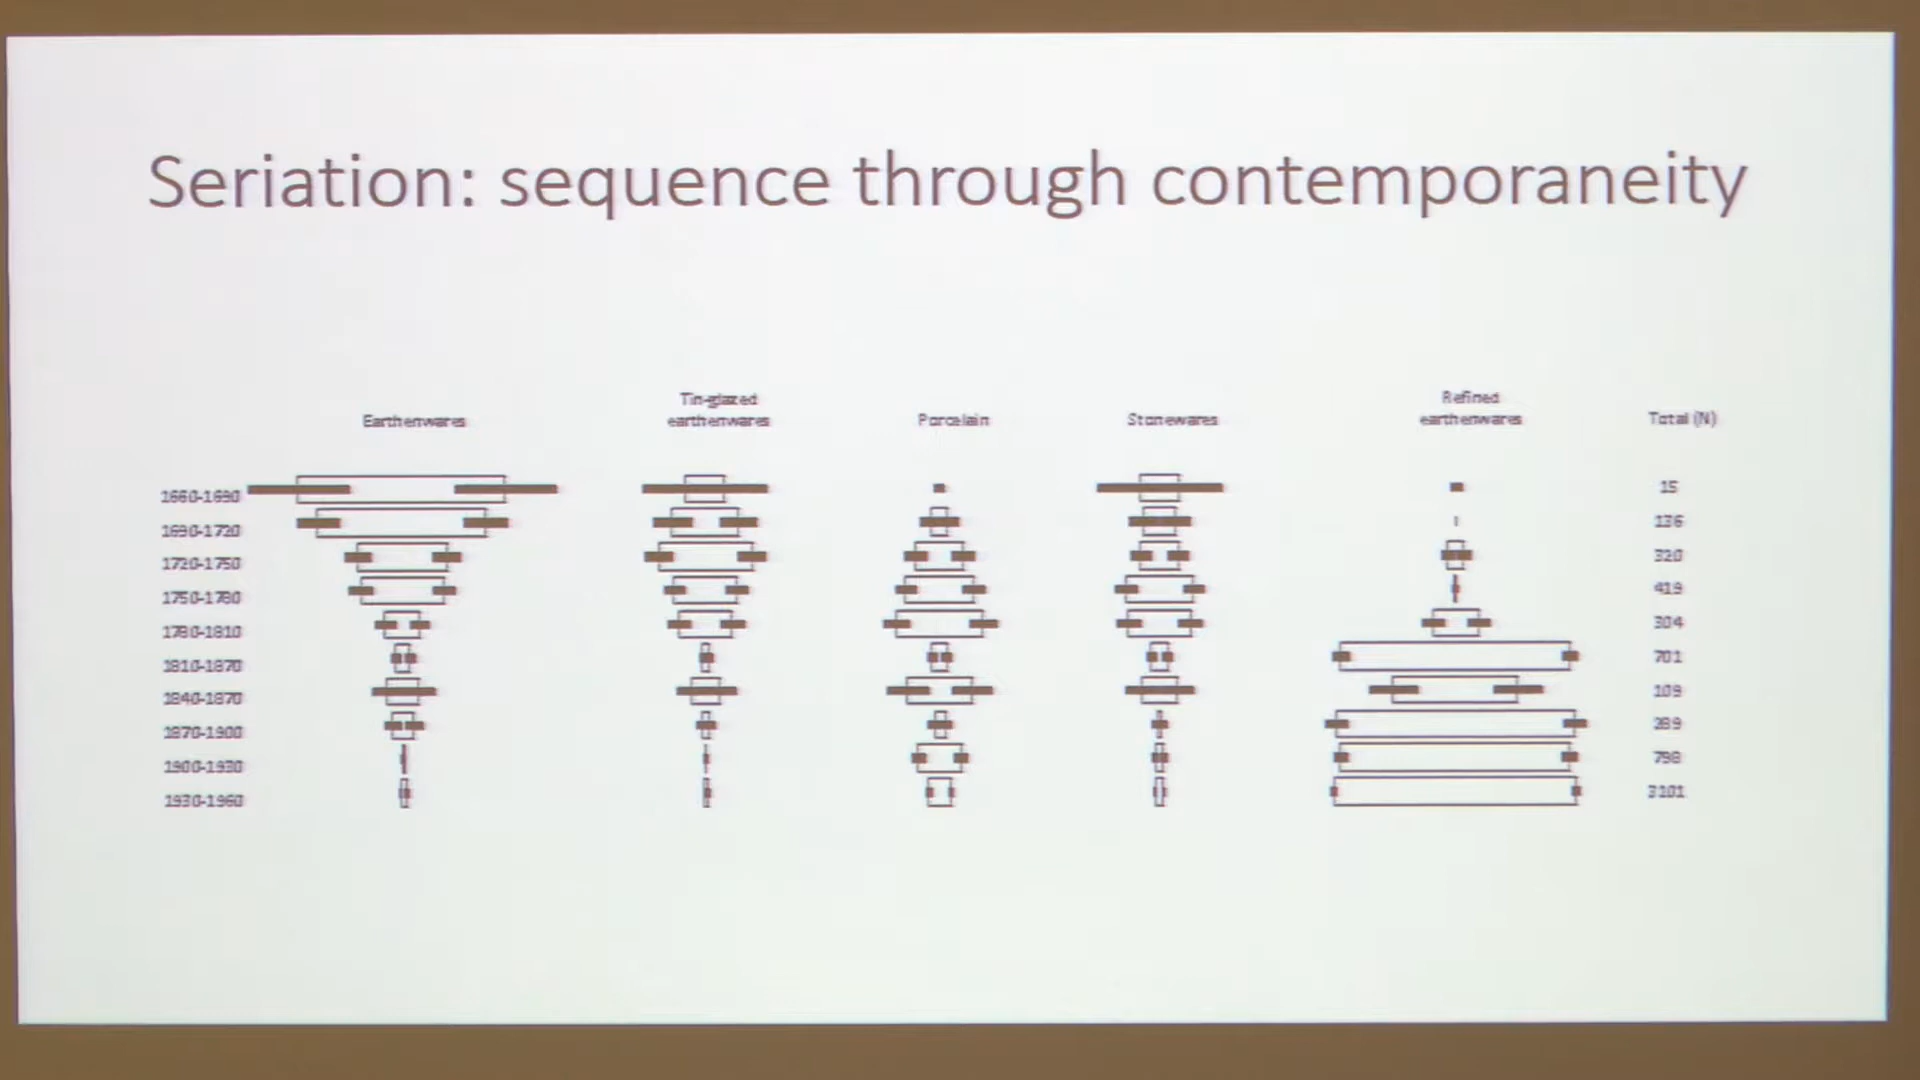 Seriation: sequence through contemporaneity
Tin-glazed
Refined
Earthenwares
earthenwares
Porcelain
Stonewares
earthenwares
Total (N)
1660-1690
15
1690-1720
136
1720-1750
320
1750-1780
419
1780-1810
304
1810-1870
701
1840-1870
109
1870-1900
289
1900-1930
798
1930-1960
3101